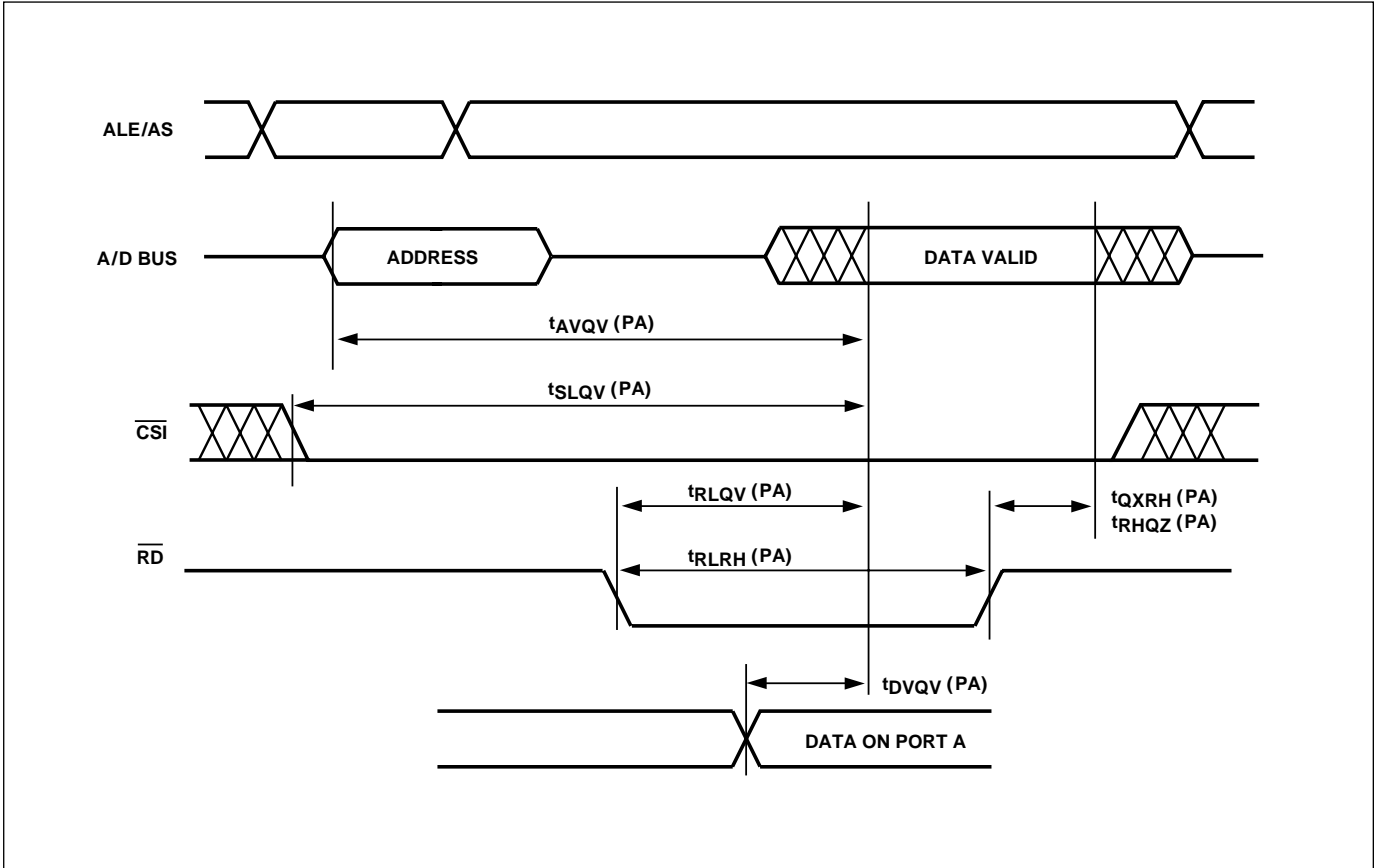 ALE/AS
A/D BUS
ADDRESS
DATA VALID
tAVQV (PA)
tSLQV (PA)
CSI
tRLQV (PA)
tQXRH (PA)
tRHQZ (PA)
RD
tRLRH (PA)
tDVQV (PA)
DATA ON PORT A